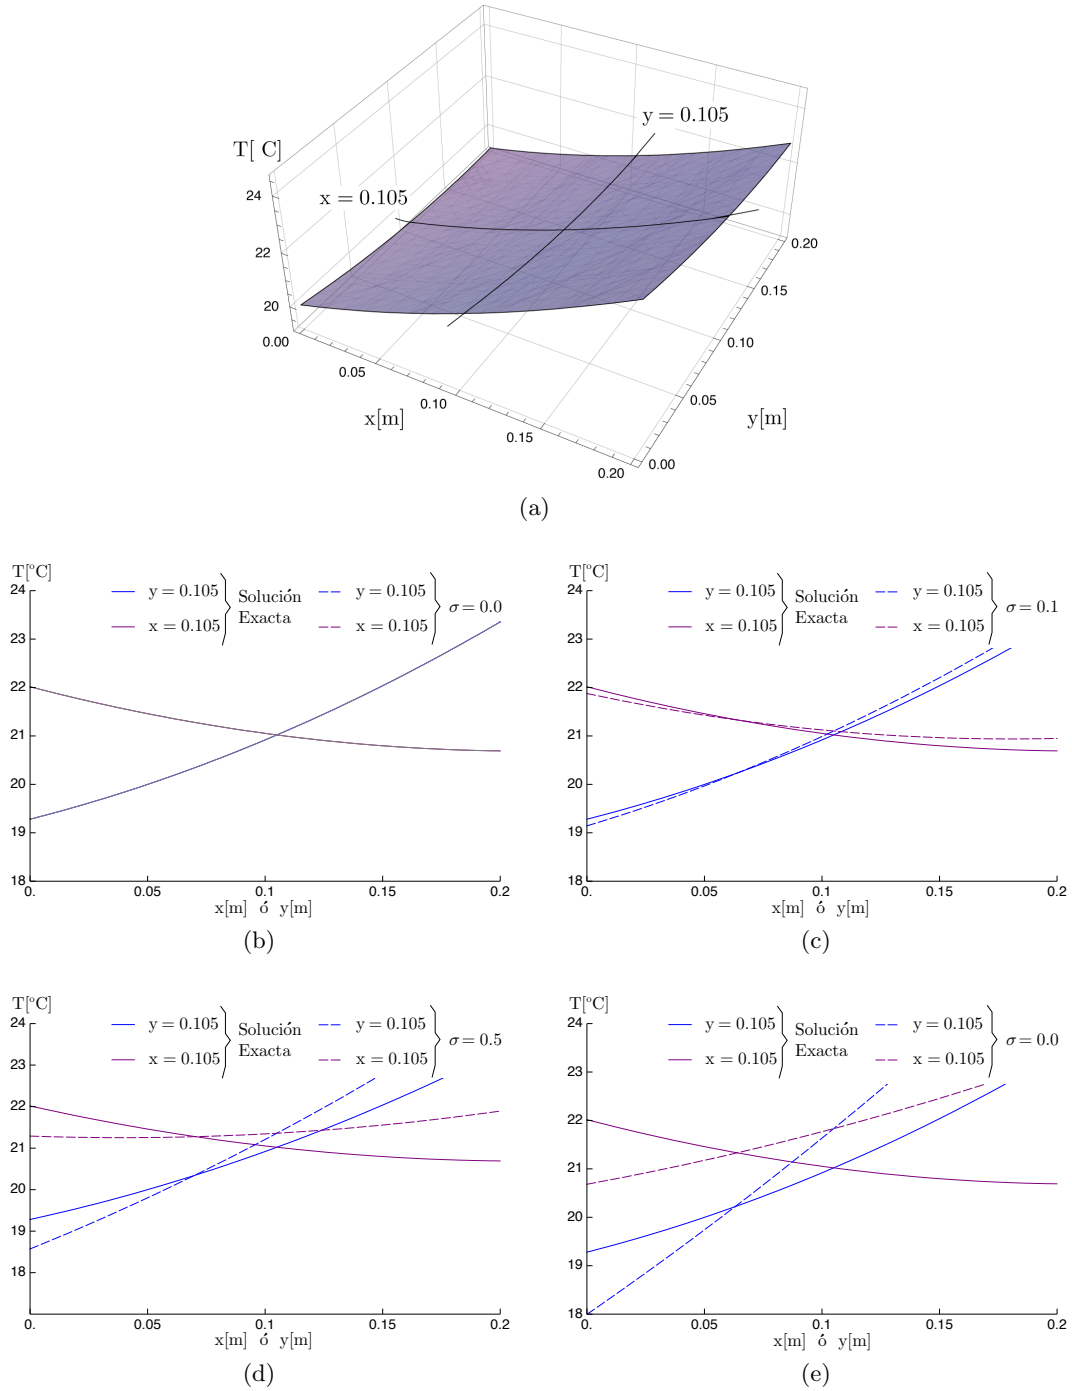 T[ C]
y = 0.105
x = 0.105
24
22
20
0.00
0.05
0.10
0.15
0.20
x[m]
0.00
0.05
0.10
0.15
0.20
y[m]
(a)
T[°C]
24
23
22
21
20
19
18
y = 0.105
x = 0.105
Solución
Exacta
y = 0.105
x = 0.105
σ = 0.0
0.
0.05
0.1
0.15
0.2
x[m] ó y[m]
(b)
T[°C]
24
23
22
21
20
19
18
y = 0.105
x = 0.105
Solución
Exacta
y = 0.105
x = 0.105
σ = 0.1
0.
0.05
0.1
0.15
0.2
x[m] ó y[m]
(c)
T[°C]
24
23
22
21
20
19
18
y = 0.105
x = 0.105
Solución
Exacta
y = 0.105
x = 0.105
σ = 0.5
0.
0.05
0.1
0.15
0.2
x[m] ó y[m]
(d)
T[°C]
24
23
22
21
20
19
18
y = 0.105
x = 0.105
Solución
Exacta
y = 0.105
x = 0.105
σ = 0.0
0.
0.05
0.1
0.15
0.2
x[m] ó y[m]
(e)